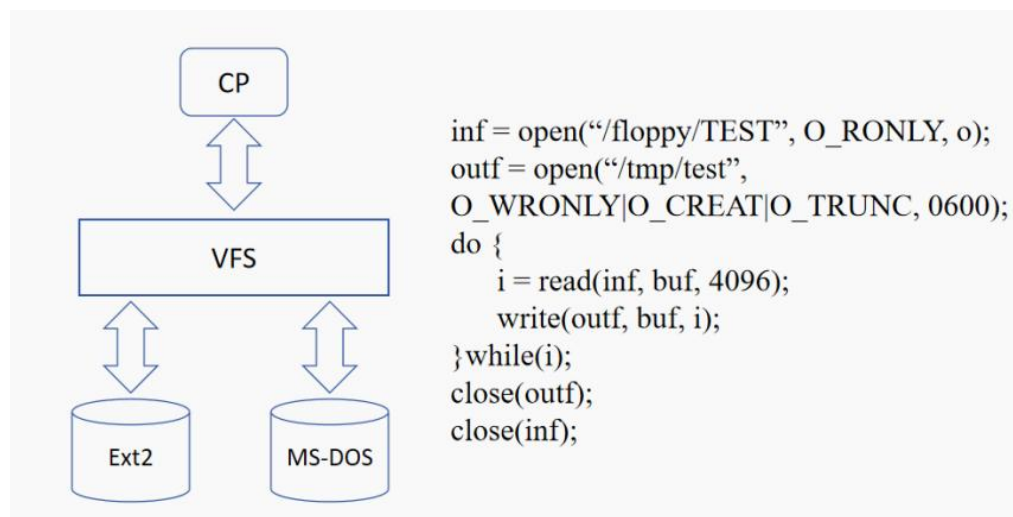 CP
VFS
Ext2
MS-DOS
inf = open(“/floppy/TEST”, O_RONLY, o);
outf = open(“/tmp/test”,
O_WRONLY|O_CREAT|O_TRUNC, 0600);
do {
i = read(inf, buf, 4096);
write(outf, buf, i);
}while(i);
close(outf);
close(inf);